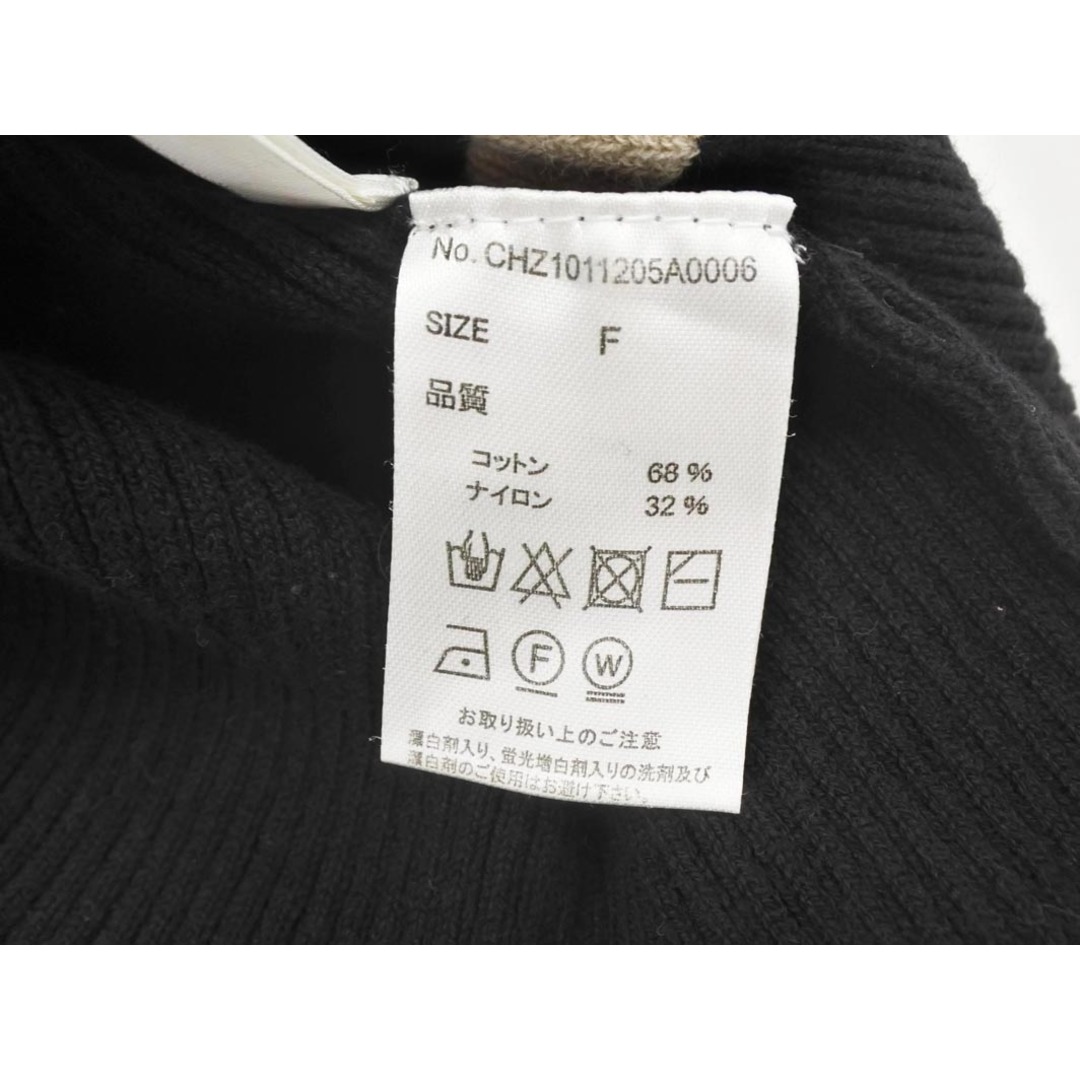 No. CHZ1011205A0006
SIZE F
品質
コットン 68 %
ナイロン 32 %
F W
お取り扱い上のご注意
漂白剤入り、蛍光増白剤入りの洗剤及び
漂白剤のご使用はお避け下さい。